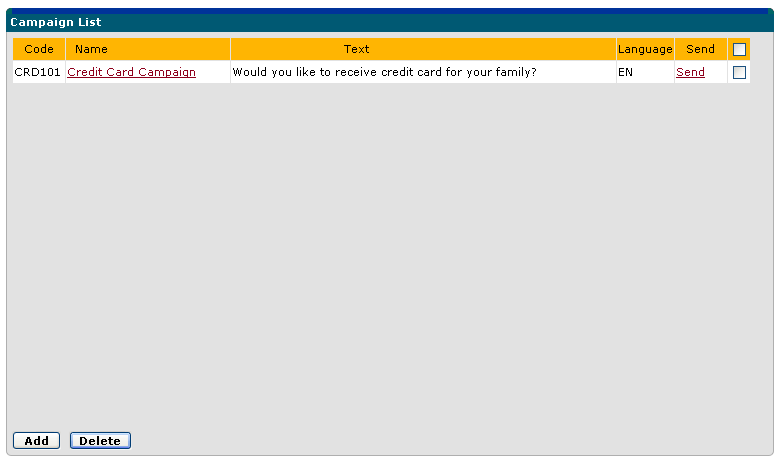 Campaign List
Code Name Text Language Send
CRD101 Credit Card Campaign Would you like to receive credit card for your family? EN Send
Add Delete